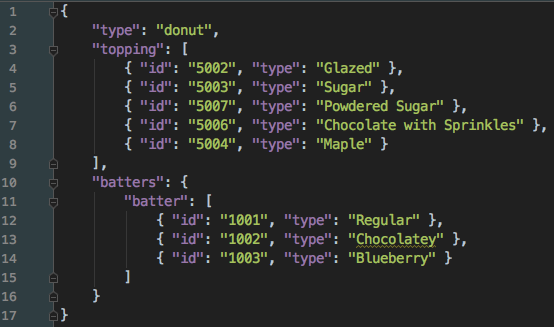 1 {
2     "type": "donut",
3     "topping": [
4         { "id": "5002", "type": "Glazed" },
5         { "id": "5003", "type": "Sugar" },
6         { "id": "5007", "type": "Powdered Sugar" },
7         { "id": "5006", "type": "Chocolate with Sprinkles" },
8         { "id": "5004", "type": "Maple" }
9     ],
10     "batters": {
11         "batter": [
12             { "id": "1001", "type": "Regular" },
13             { "id": "1002", "type": "Chocolatey" },
14             { "id": "1003", "type": "Blueberry" }
15         ]
16     }
17 }